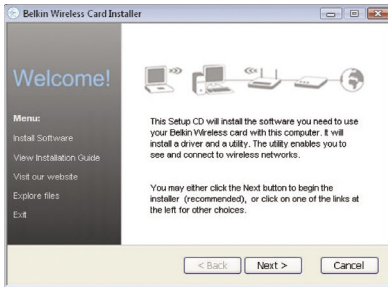 Belkin Wireless Card Installer
Welcome!
Menu:
Install Software
View Installation Guide
Visit our website
Explore files
Exit
This Setup CD will install the software you need to use
your Belkin Wireless card with this computer. It will
install a driver and a utility. The utility enables you to
see and connect to wireless networks.
You may either click the Next button to begin the
installer (recommended), or click on one of the links at
the left for other choices.
< Back
Next >
Cancel